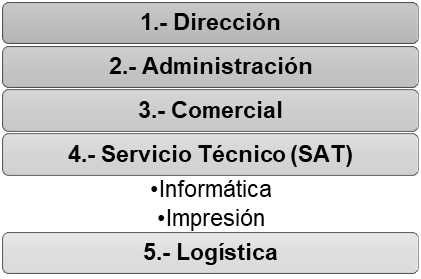 1.- Dirección
2.- Administración
3.- Comercial
4.- Servicio Técnico (SAT)
•Informática
•Impresión
5.- Logística